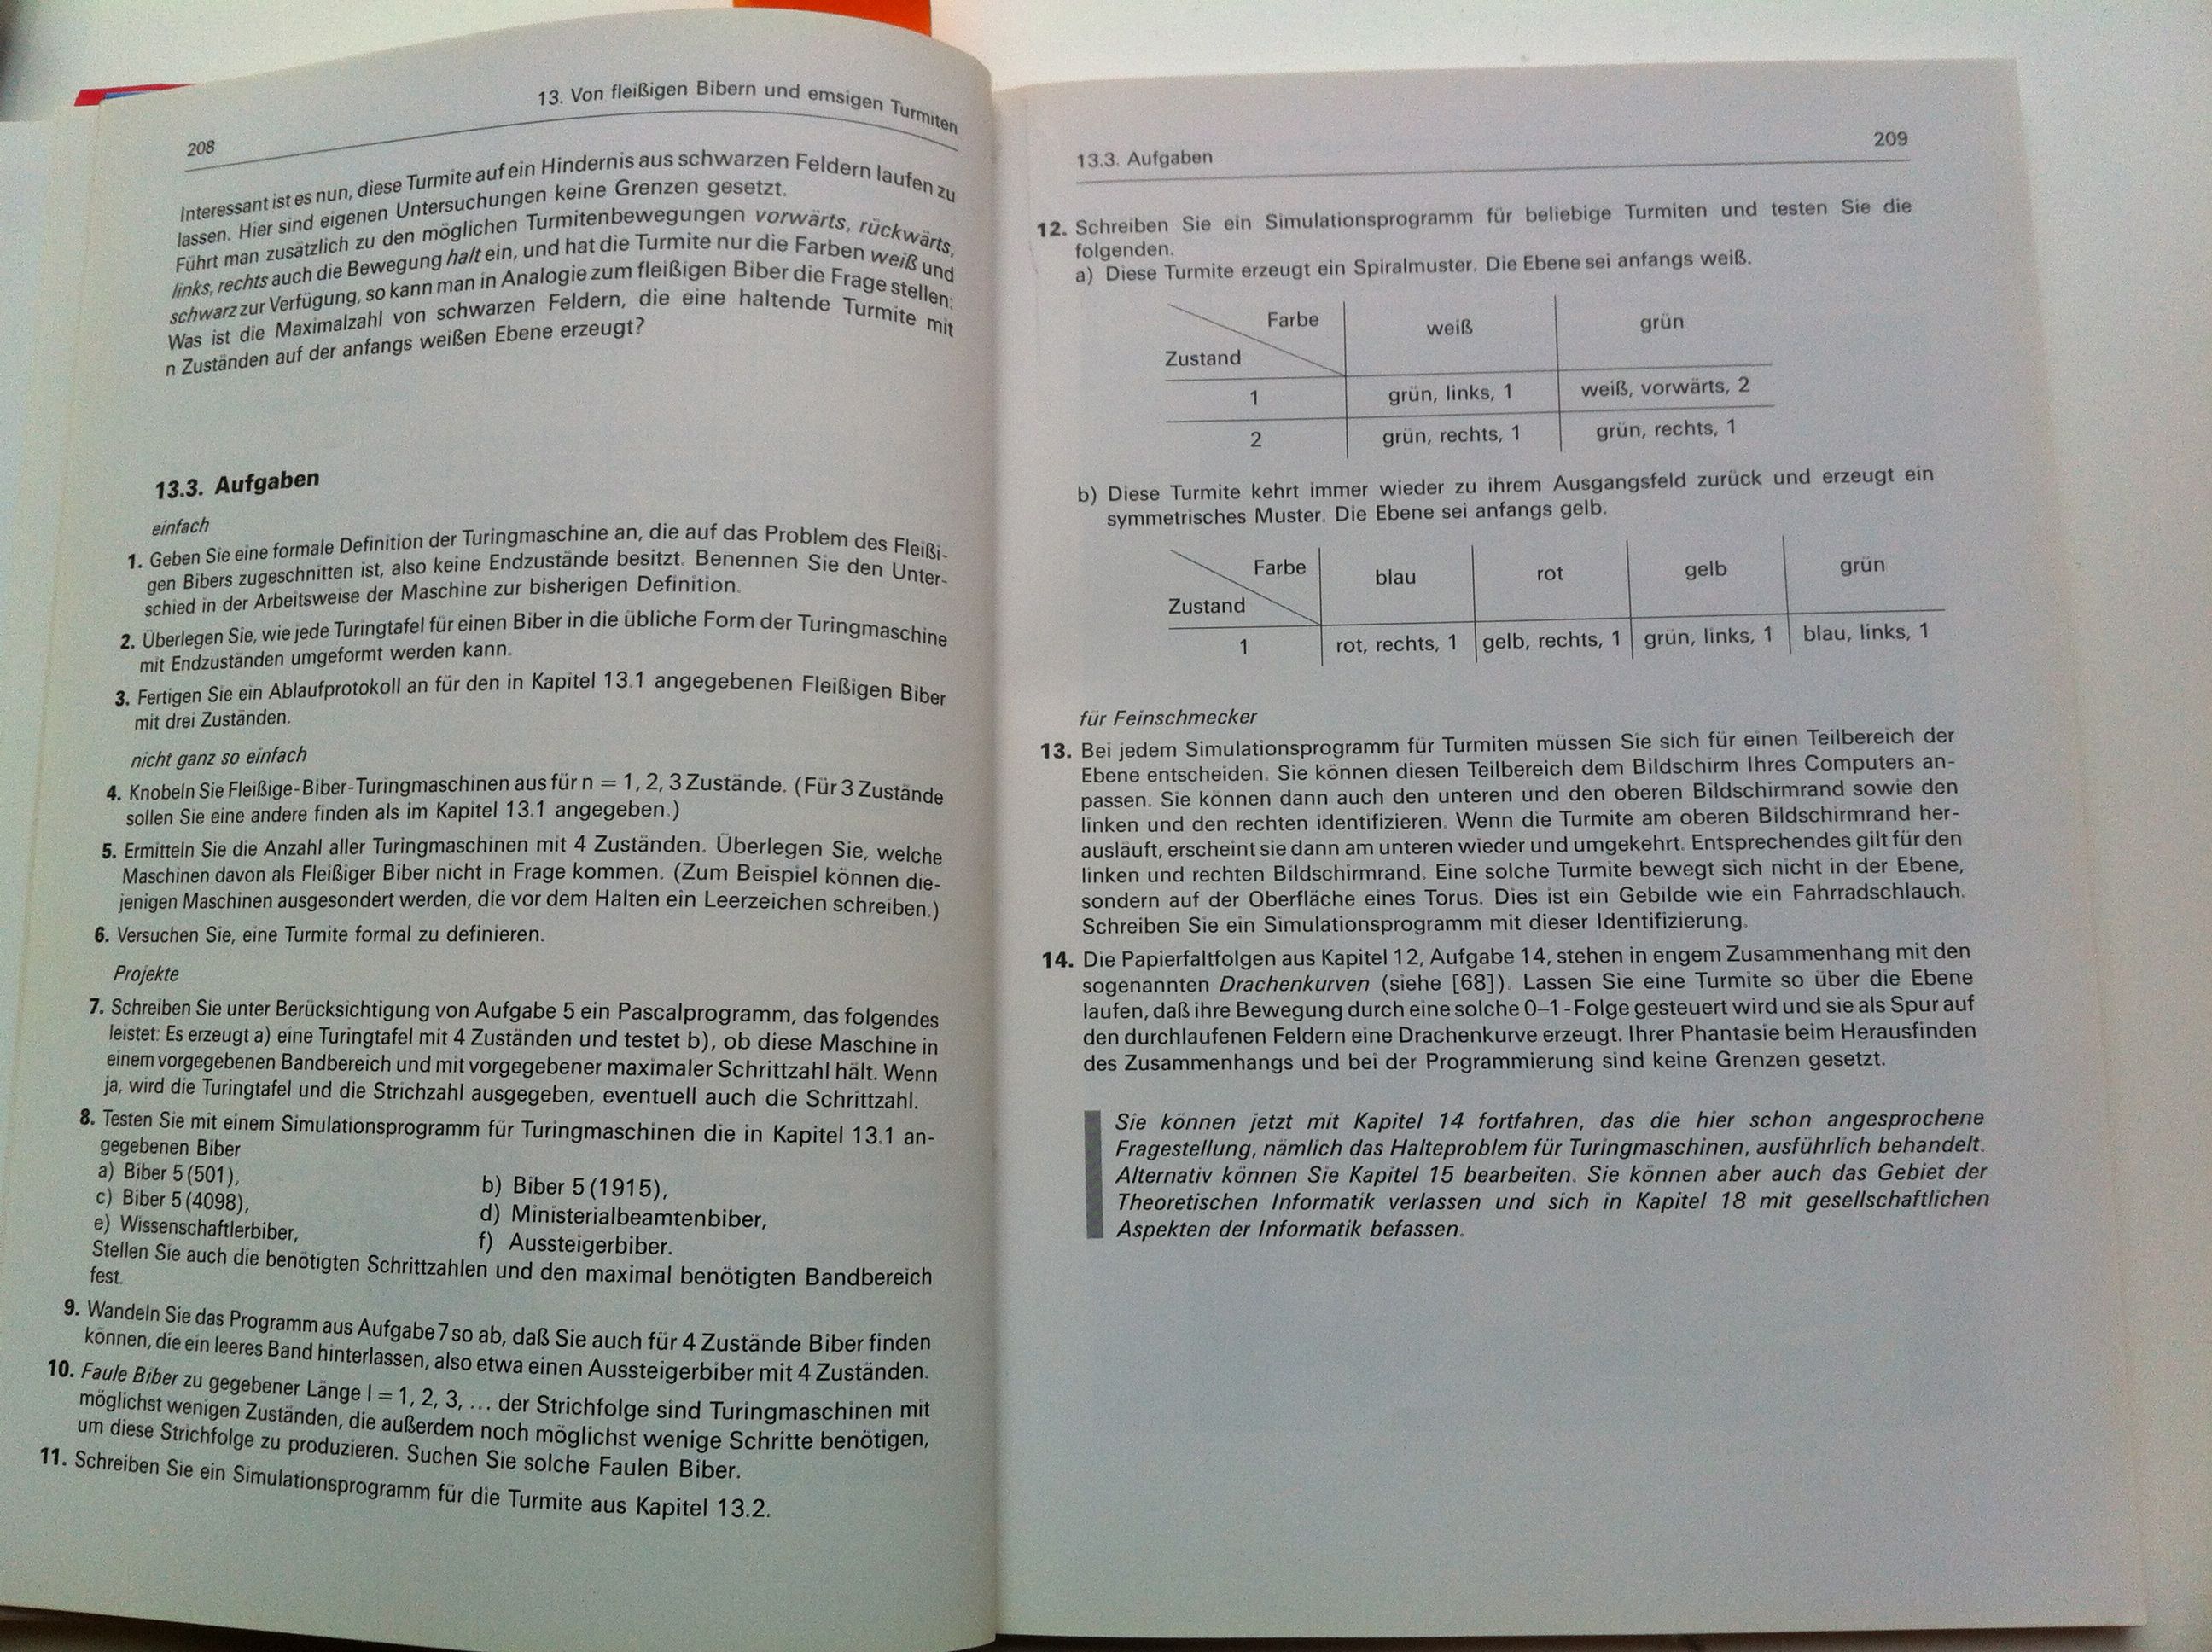 208
13. Von fleißigen Bibern und emsigen Turmiten
Interessant ist es nun, diese Turmite auf ein Hindernis aus schwarzen Feldern laufen zu
lassen. Hier sind eigenen Untersuchungen keine Grenzen gesetzt.
Führt man zusätzlich zu den möglichen Turmitenbewegungen vorwärts, rückwärts,
links, rechts auch die Bewegung halt ein, und hat die Turmite nur die Farben weiß und
schwarz zur Verfügung, so kann man in Analogie zum fleißigen Biber die Frage stellen:
Was ist die Maximalzahl von schwarzen Feldern, die eine haltende Turmite mit
n Zuständen auf der anfangs weißen Ebene erzeugt?
13.3. Aufgaben
einfach
1. Geben Sie eine formale Definition der Turingmaschine an, die auf das Problem des Fleißi-
gen Bibers zugeschnitten ist, also keine Endzustände besitzt. Benennen Sie den Unter-
schied in der Arbeitsweise der Maschine zur bisherigen Definition.
2. Überlegen Sie, wie jede Turingtafel für einen Biber in die übliche Form der Turingmaschine
mit Endzuständen umgeformt werden kann.
3. Fertigen Sie ein Ablaufprotokoll an für den in Kapitel 13.1 angegebenen Fleißigen Biber
mit drei Zuständen.
nicht ganz so einfach
4. Knobeln Sie Fleißige-Biber-Turingmaschinen aus für n = 1, 2, 3 Zustände. (Für 3 Zustände
sollen Sie eine andere finden als im Kapitel 13.1 angegeben.)
5. Ermitteln Sie die Anzahl aller Turingmaschinen mit 4 Zuständen. Überlegen Sie, welche
Maschinen davon als Fleißiger Biber nicht in Frage kommen. (Zum Beispiel können die-
jenigen Maschinen ausgesondert werden, die vor dem Halten ein Leerzeichen schreiben.)
6. Versuchen Sie, eine Turmite formal zu definieren.
Projekte
7. Schreiben Sie unter Berücksichtigung von Aufgabe 5 ein Pascalprogramm, das folgendes
leistet: Es erzeugt a) eine Turingtafel mit 4 Zuständen und testet b), ob diese Maschine in
einem vorgegebenen Bandbereich und mit vorgegebener maximaler Schrittzahl hält. Wenn
ja, wird die Turingtafel und die Strichzahl ausgegeben, eventuell auch die Schrittzahl.
8. Testen Sie mit einem Simulationsprogramm für Turingmaschinen die in Kapitel 13.1 an-
gegebenen Biber
a) Biber 5 (501),
b) Biber 5 (1915),
c) Biber 5 (4098),
d) Ministerialbeamtenbiber,
e) Wissenschaftlerbiber,
f) Aussteigerbiber.
Stellen Sie auch die benötigten Schrittzahlen und den maximal benötigten Bandbereich
fest.
9. Wandeln Sie das Programm aus Aufgabe 7 so ab, daß Sie auch für 4 Zustände Biber finden
können, die ein leeres Band hinterlassen, also etwa einen Aussteigerbiber mit 4 Zuständen.
10. Faule Biber zu gegebener Länge l = 1, 2, 3, ... der Strichfolge sind Turingmaschinen mit
möglichst wenigen Zuständen, die außerdem noch möglichst wenige Schritte benötigen,
um diese Strichfolge zu produzieren. Suchen Sie solche Faulen Biber.
11. Schreiben Sie ein Simulationsprogramm für die Turmite aus Kapitel 13.2.
13.3. Aufgaben
209
12. Schreiben Sie ein Simulationsprogramm für beliebige Turmiten und testen Sie die
folgenden.
a) Diese Turmite erzeugt ein Spiralmuster. Die Ebene sei anfangs weiß.
Farbe weiß grün
Zustand
1 grün, links, 1 weiß, vorwärts, 2
2 grün, rechts, 1 grün, rechts, 1
b) Diese Turmite kehrt immer wieder zu ihrem Ausgangsfeld zurück und erzeugt ein
symmetrisches Muster. Die Ebene sei anfangs gelb.
Farbe blau rot gelb grün
Zustand
1 rot, rechts, 1 gelb, rechts, 1 grün, links, 1 blau, links, 1
für Feinschmecker
13. Bei jedem Simulationsprogramm für Turmiten müssen Sie sich für einen Teilbereich der
Ebene entscheiden. Sie können diesen Teilbereich dem Bildschirm Ihres Computers an-
passen. Sie können dann auch den unteren und den oberen Bildschirmrand sowie den
linken und den rechten identifizieren. Wenn die Turmite am oberen Bildschirmrand her-
ausläuft, erscheint sie dann am unteren wieder und umgekehrt. Entsprechendes gilt für den
linken und rechten Bildschirmrand. Eine solche Turmite bewegt sich nicht in der Ebene,
sondern auf der Oberfläche eines Torus. Dies ist ein Gebilde wie ein Fahrradschlauch.
Schreiben Sie ein Simulationsprogramm mit dieser Identifizierung.
14. Die Papierfaltfolgen aus Kapitel 12, Aufgabe 14, stehen in engem Zusammenhang mit den
sogenannten Drachenkurven (siehe [68]). Lassen Sie eine Turmite so über die Ebene
laufen, daß ihre Bewegung durch eine solche 0–1-Folge gesteuert wird und sie als Spur auf
den durchlaufenen Feldern eine Drachenkurve erzeugt. Ihrer Phantasie beim Herausfinden
des Zusammenhangs und bei der Programmierung sind keine Grenzen gesetzt.
Sie können jetzt mit Kapitel 14 fortfahren, das die hier schon angesprochene
Fragestellung, nämlich das Halteproblem für Turingmaschinen, ausführlich behandelt.
Alternativ können Sie Kapitel 15 bearbeiten. Sie können aber auch das Gebiet der
Theoretischen Informatik verlassen und sich in Kapitel 18 mit gesellschaftlichen
Aspekten der Informatik befassen.